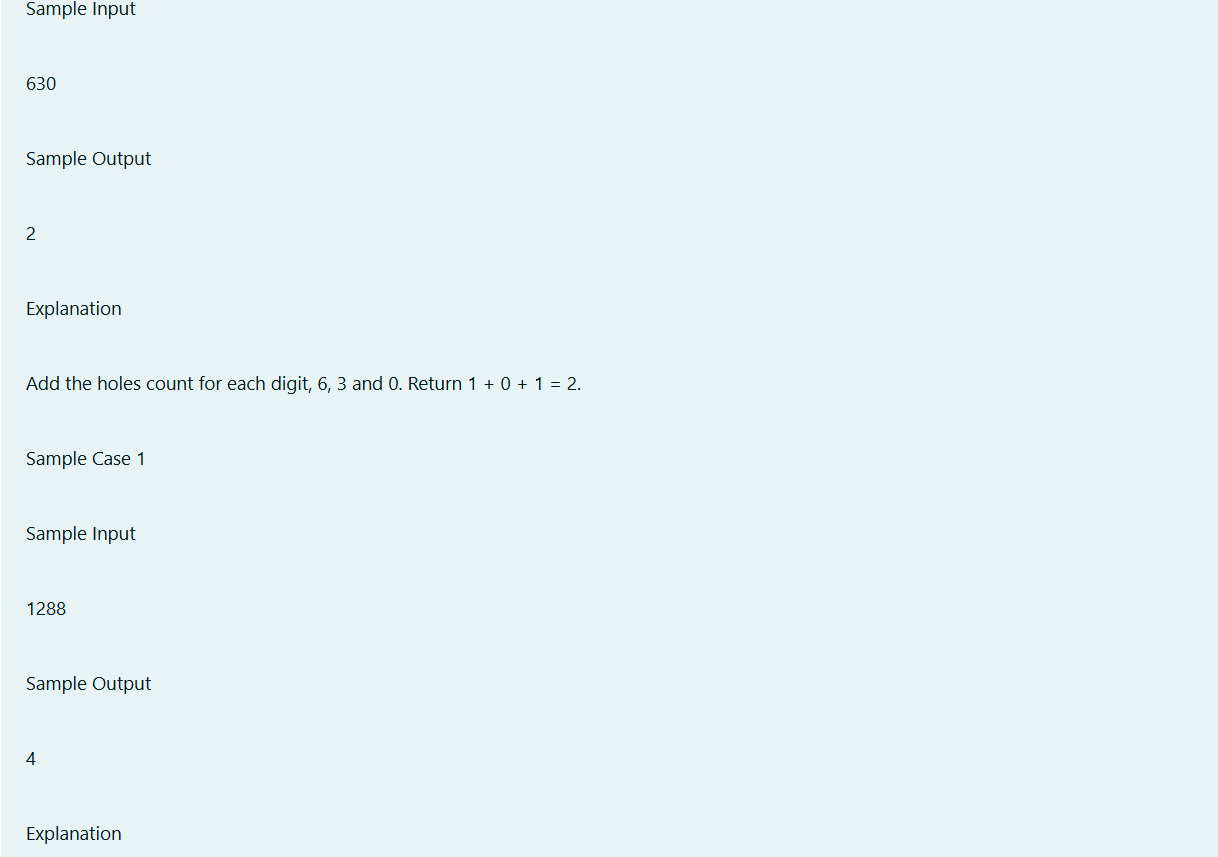 Sample Input
630
Sample Output
2
Explanation
Add the holes count for each digit, 6, 3 and 0. Return 1 + 0 + 1 = 2.
Sample Case 1
Sample Input
1288
Sample Output
4
Explanation